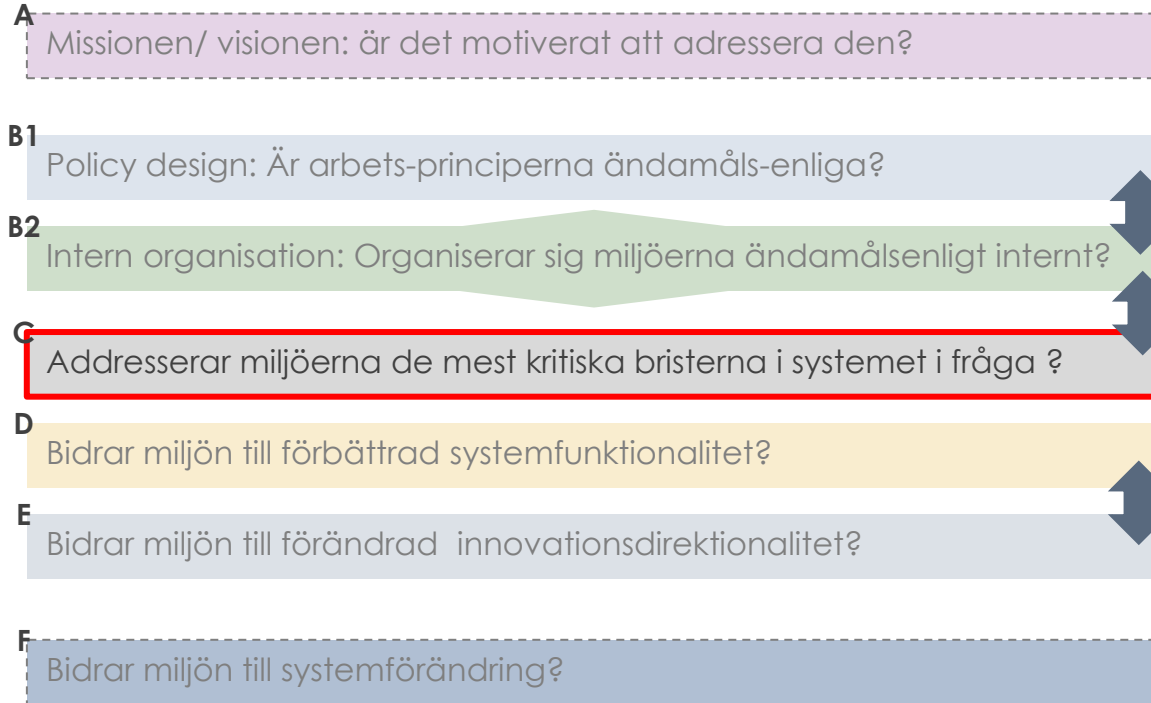 A
Missionen/ visionen: är det motiverat att adressera den?
B1
Policy design: Är arbets-principerna ändamåls-enliga?
B2
Intern organisation: Organiserar sig miljöerna ändamålsenligt internt?
C
Addresserar miljöerna de mest kritiska bristerna i systemet i fråga ?
D
Bidrar miljön till förbättrad systemfunktionalitet?
E
Bidrar miljön till förändrad innovationsdirektionalitet?
F
Bidrar miljön till systemförändring?